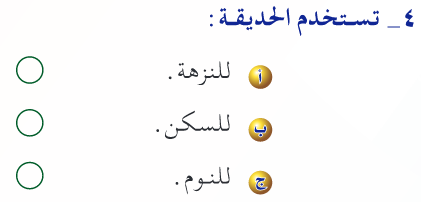 ٤ _ تستخدم الحديقة :
أ للنزهة .
ب للسكن .
ج للنوم .